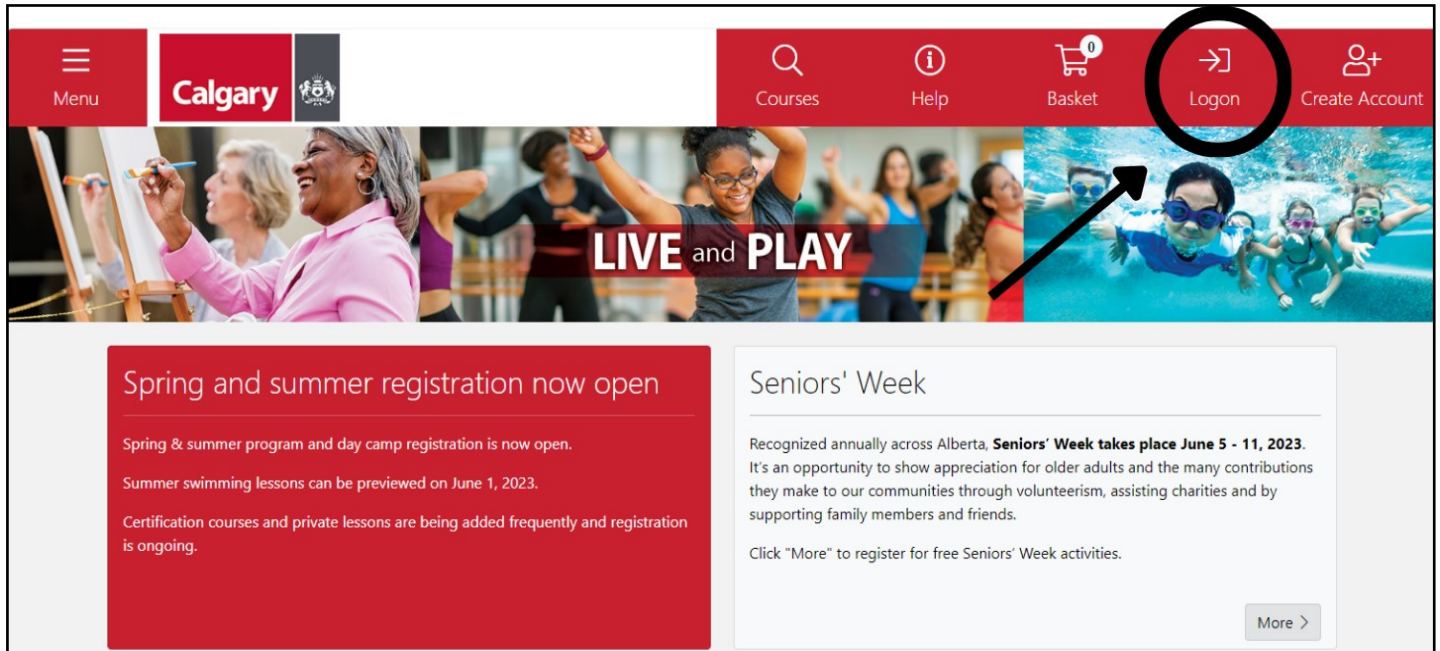 Menu
Calgary
Courses
Help
0
Basket
Logon
Create Account
LIVE and PLAY
Spring and summer registration now open
Spring & summer program and day camp registration is now open.
Summer swimming lessons can be previewed on June 1, 2023.
Certification courses and private lessons are being added frequently and registration
is ongoing.
Seniors' Week
Recognized annually across Alberta, Seniors’ Week takes place June 5 - 11, 2023.
It’s an opportunity to show appreciation for older adults and the many contributions
they make to our communities through volunteerism, assisting charities and by
supporting family members and friends.
Click "More" to register for free Seniors’ Week activities.
More >